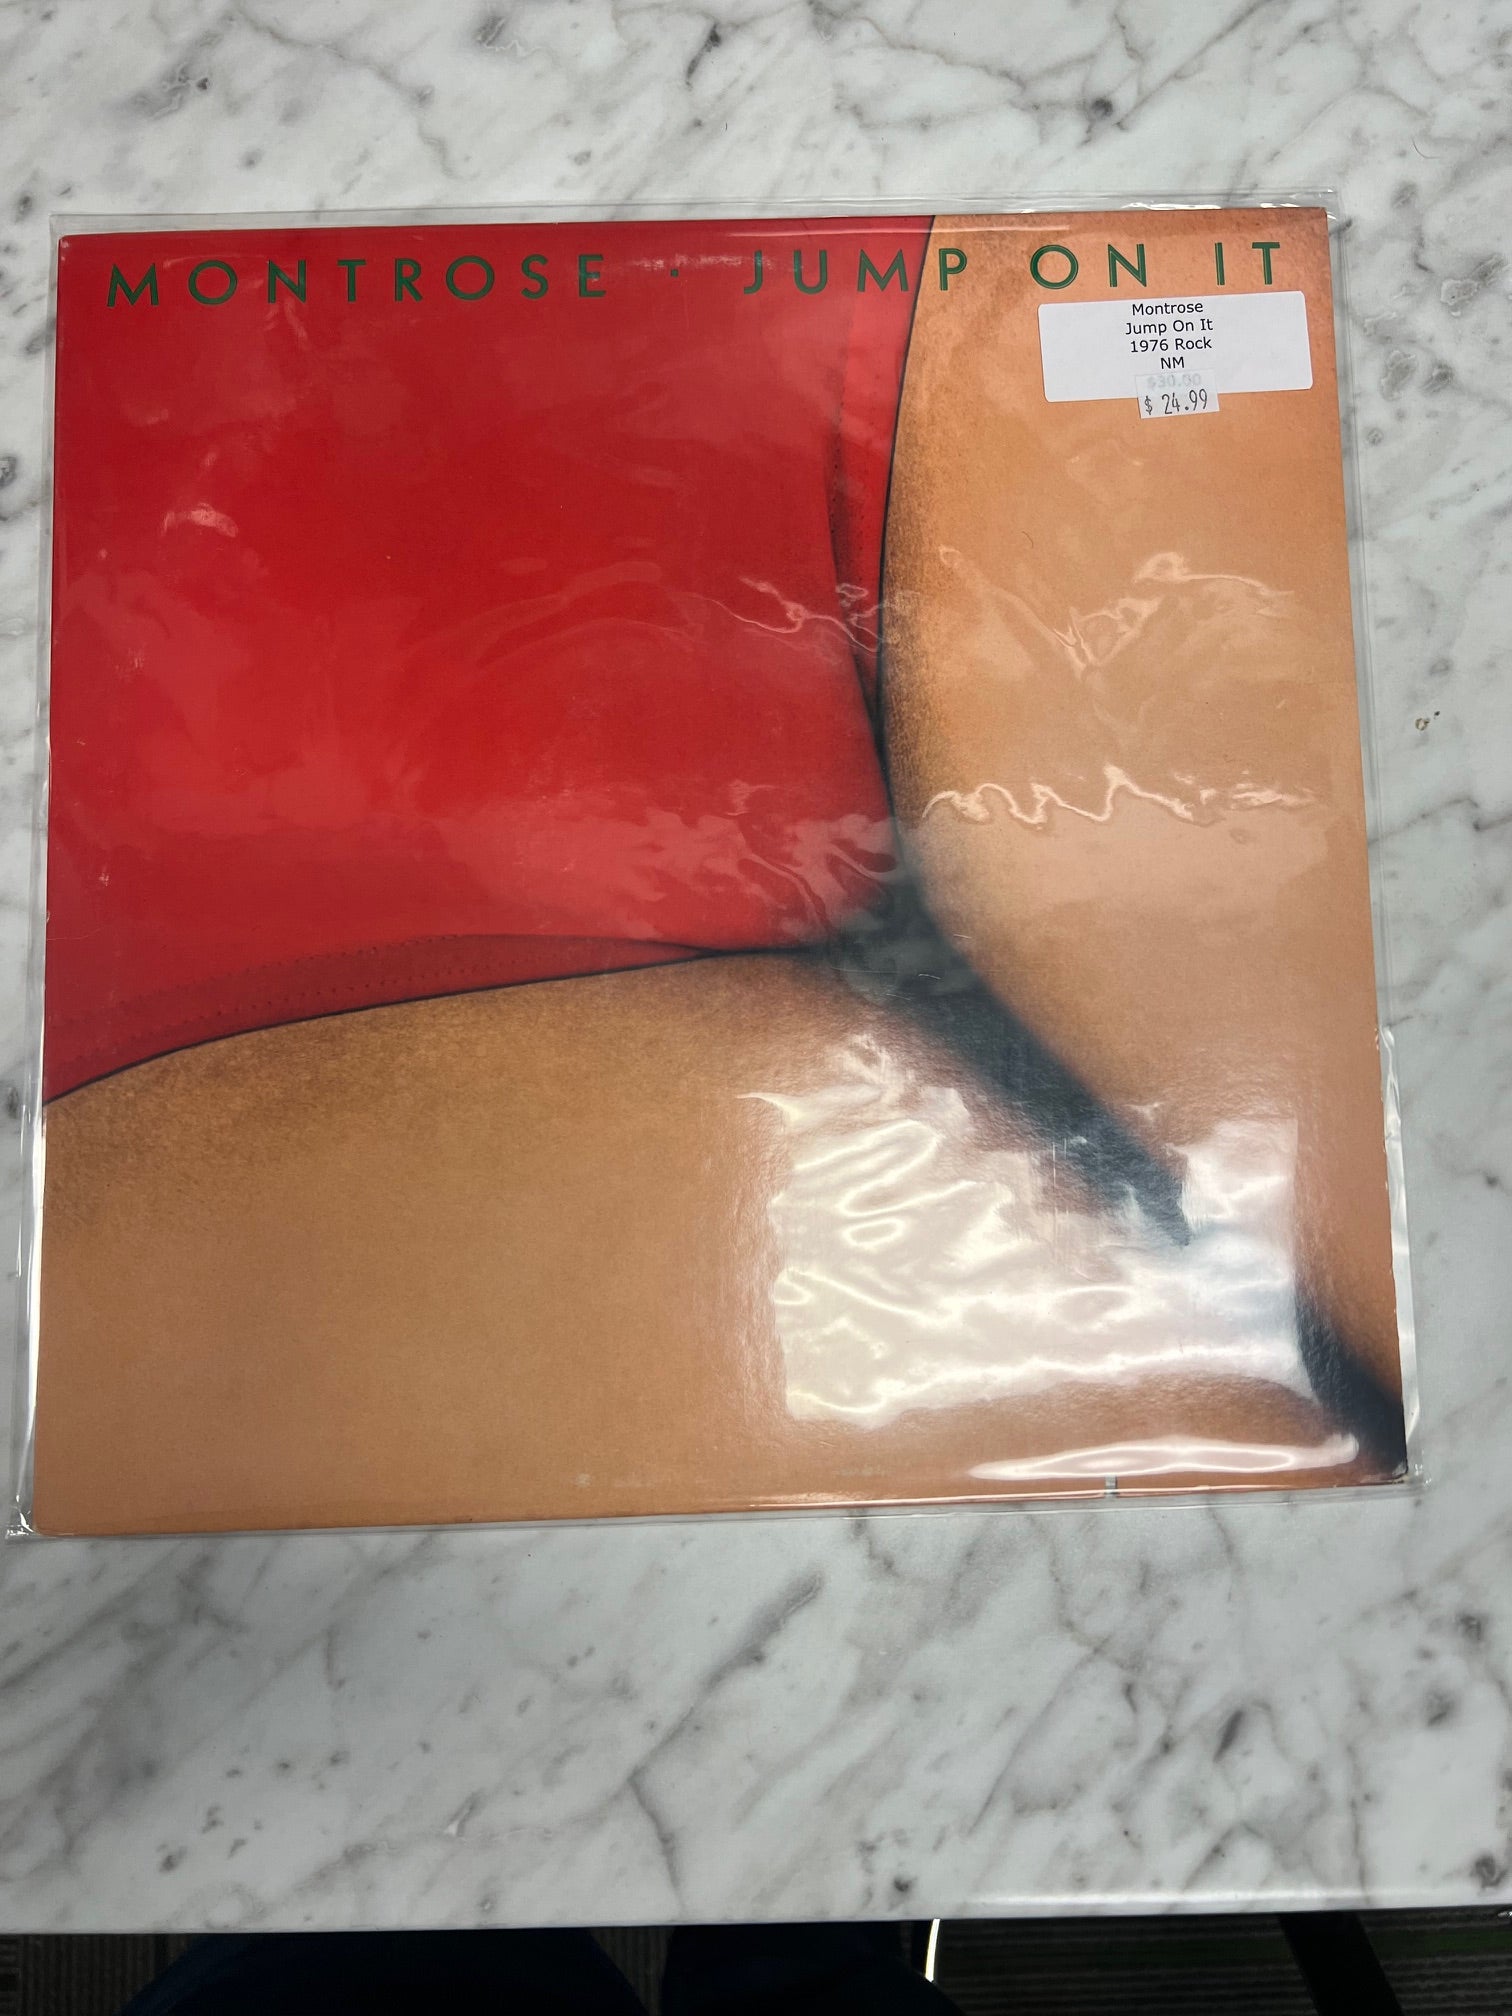 MONTROSE · JUMP ON IT
Montrose
Jump On It
1976 Rock
NM
$30.00
$ 24.99